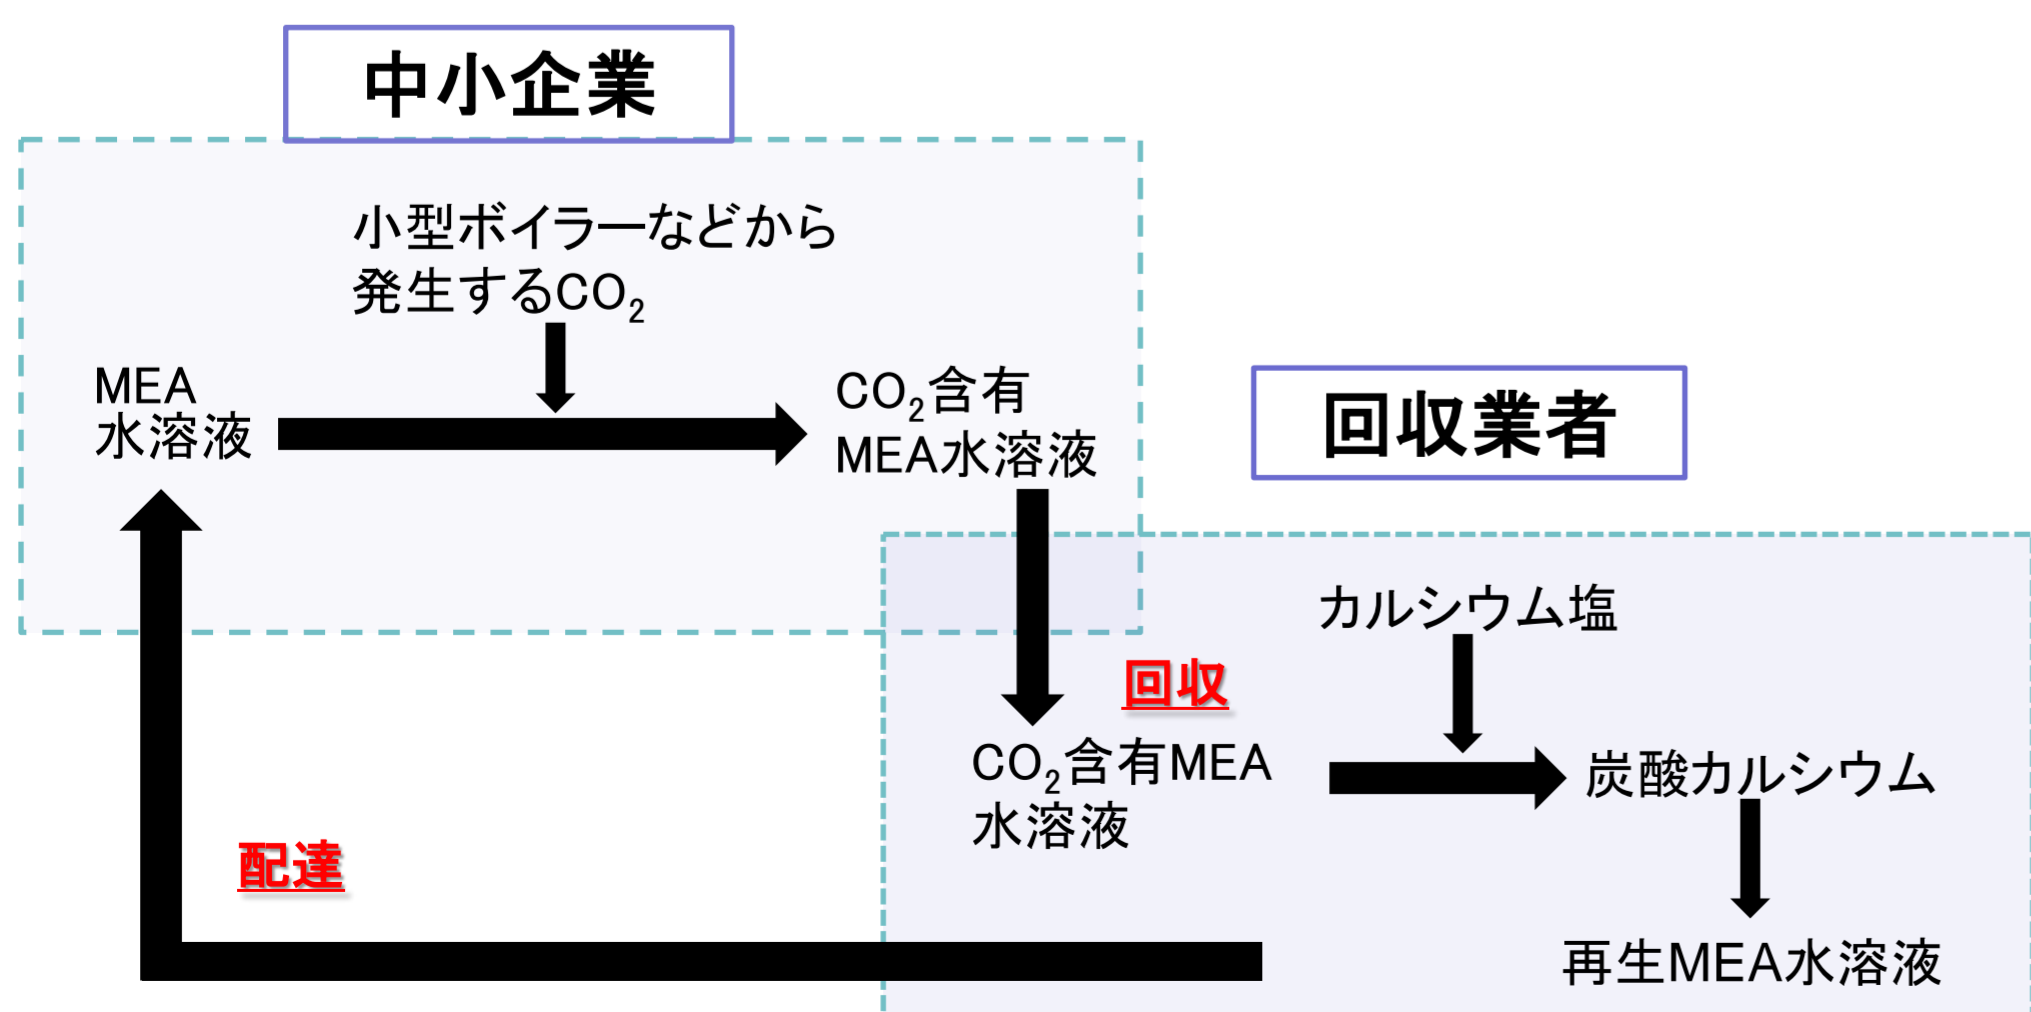 中小企業
小型ボイラーなどから
発生するCO₂
MEA
水溶液
CO₂含有
MEA水溶液
回収業者
カルシウム塩
回収
CO₂含有MEA
水溶液
炭酸カルシウム
配達
再生MEA水溶液